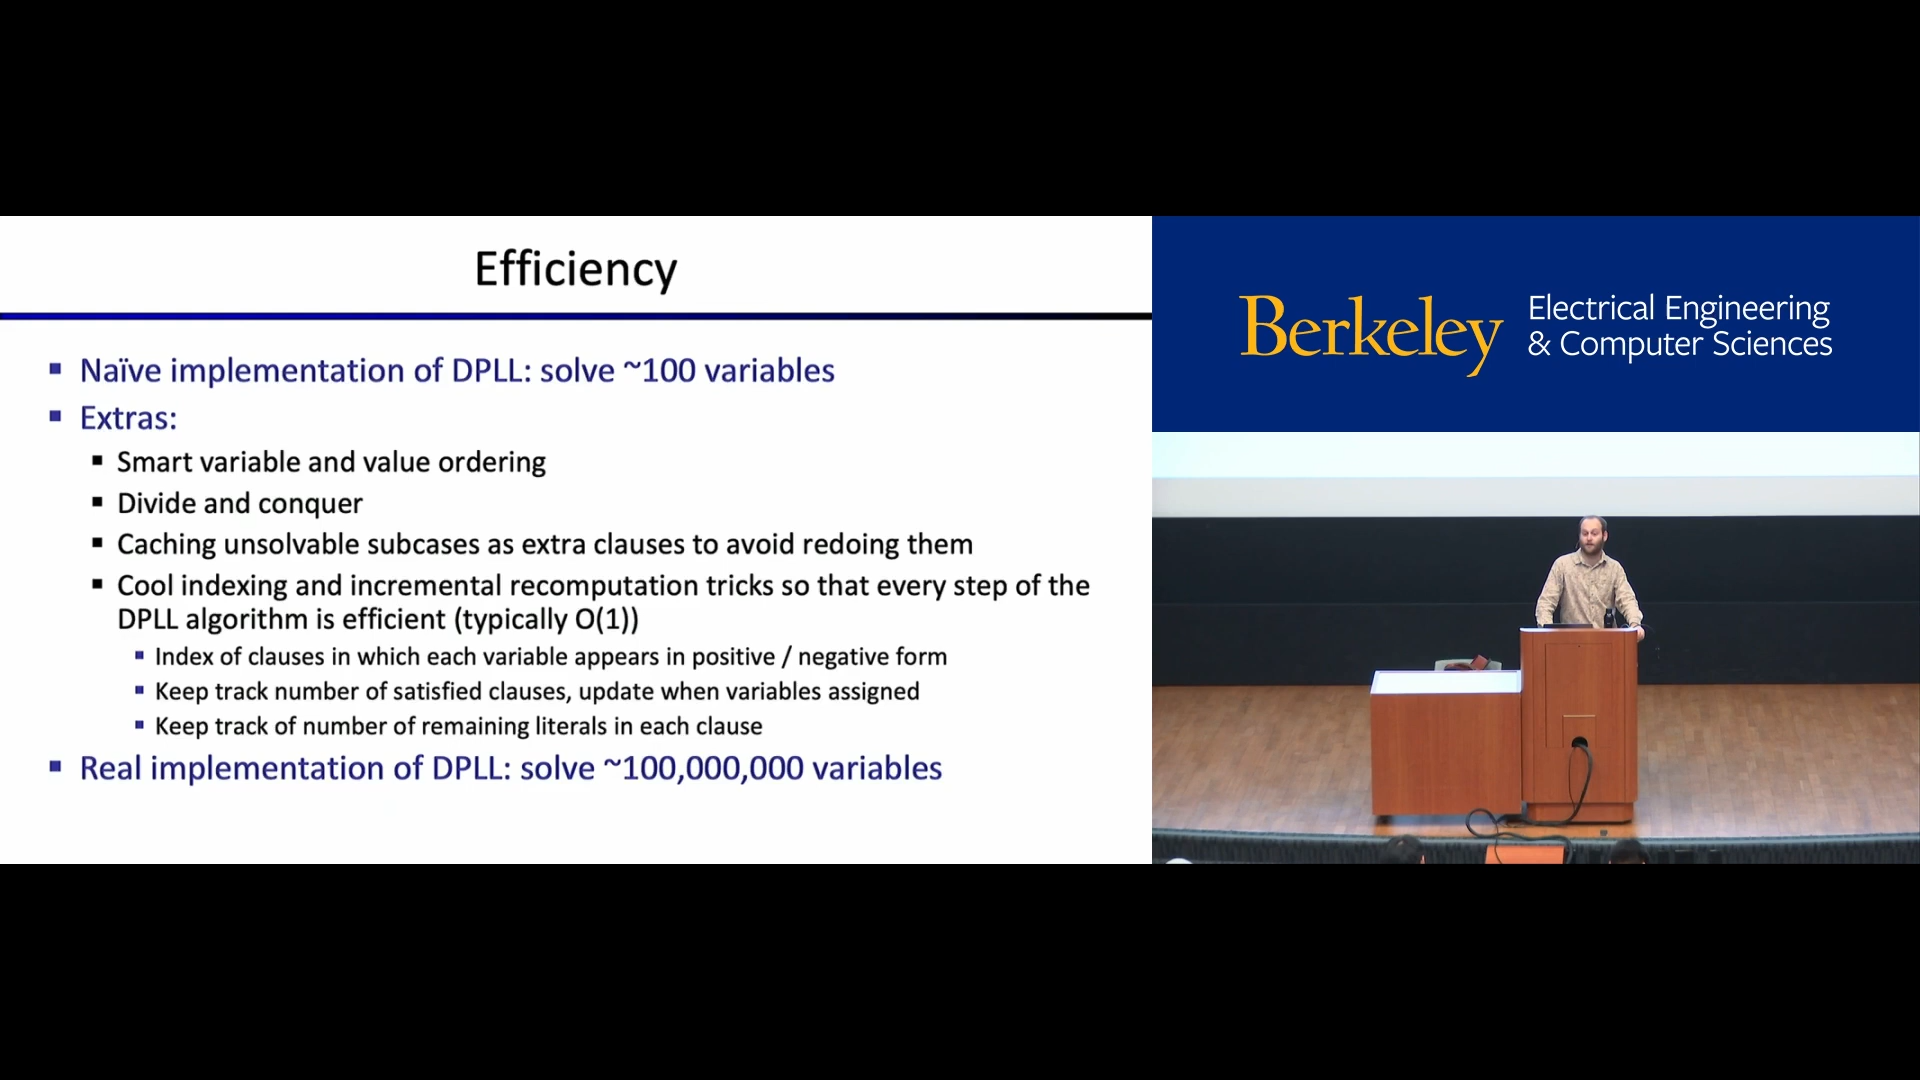 Efficiency
Naïve implementation of DPLL: solve ~100 variables
Extras:
Smart variable and value ordering
Divide and conquer
Caching unsolvable subcases as extra clauses to avoid redoing them
Cool indexing and incremental recomputation tricks so that every step of the
DPLL algorithm is efficient (typically O(1))
Index of clauses in which each variable appears in positive / negative form
Keep track number of satisfied clauses, update when variables assigned
Keep track of number of remaining literals in each clause
Real implementation of DPLL: solve ~100,000,000 variables
Berkeley
Electrical Engineering
& Computer Sciences